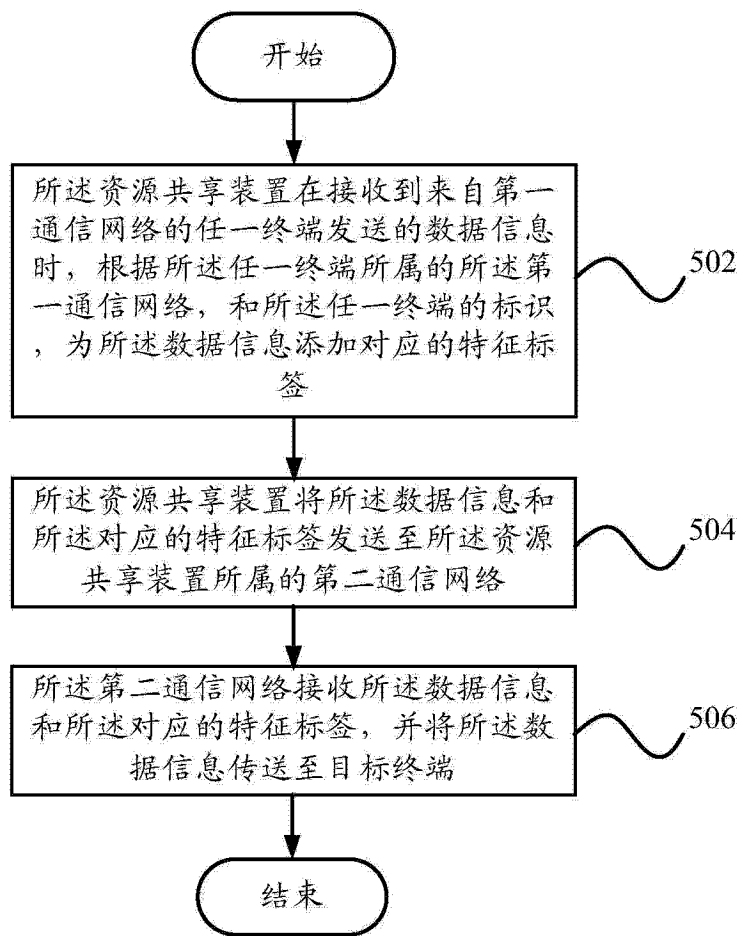 开始
所述资源共享装置在接收到来自第一
通信网络的任一终端发送的数据信息
时，根据所述任一终端所属的所述第
一通信网络，和所述任一终端的标识
，为所述数据信息添加对应的特征标
签
502
所述资源共享装置将所述数据信息和
所述对应的特征标签发送至所述资源
共享装置所属的第二通信网络
504
所述第二通信网络接收所述数据信息
和所述对应的特征标签，并将所述数
据信息传送至目标终端
506
结束